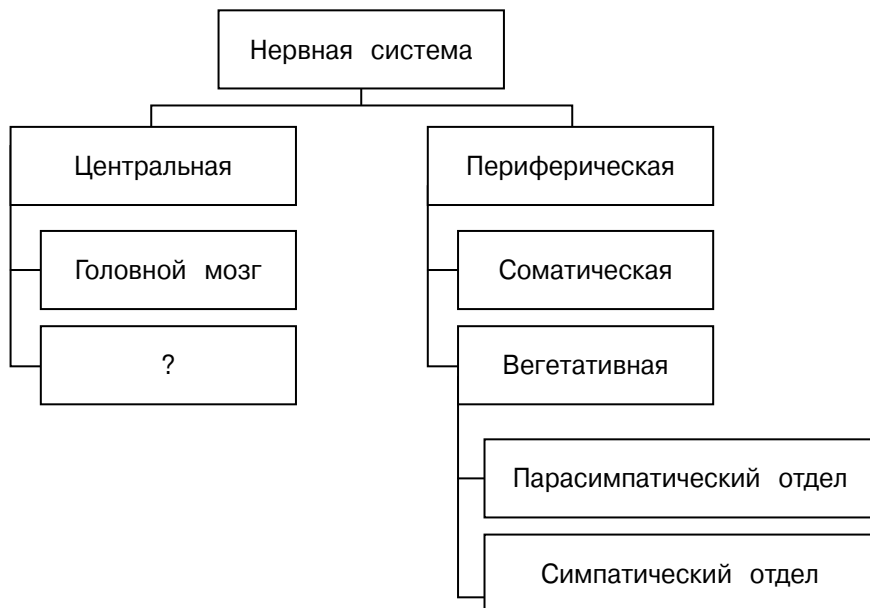 Нервная система
Центральная
Периферическая
Головной мозг
Соматическая
?
Вегетативная
Парасимпатический отдел
Симпатический отдел